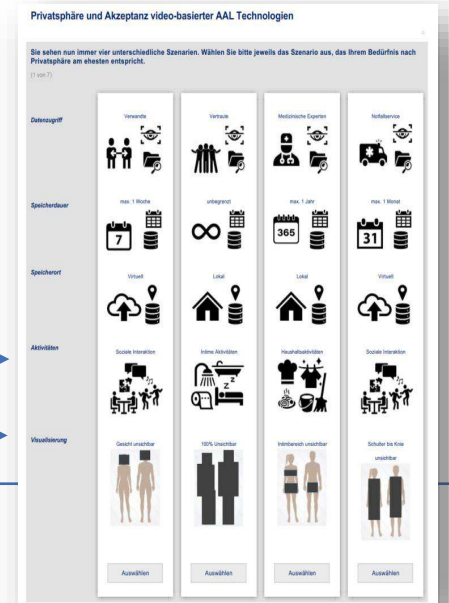 Privatsphäre und Akzeptanz video-basierter AAL Technologien
Sie sehen nun immer vier unterschiedliche Szenarien. Wählen Sie bitte jeweils das Szenario aus, das Ihrem Bedürfnis nach
Privatsphäre am ehesten entspricht.
(1 von 7)
Datenzugriff
Verwandte
Vertraute
Medizinische Experten
Notfallservice
Speicherdauer
max. 1 Woche
unbegrenzt
max. 1 Jahr
max. 1 Monat
7
365
31
Speicherort
Virtuell
Lokal
Lokal
Virtuell
Aktivitäten
Soziale Interaktion
Intime Aktivitäten
Haushaltsaktivitäten
Soziale Interaktion
Visualisierung
Gesicht unsichtbar
100% Unsichtbar
Intimbereich unsichtbar
Schulter bis Knie
unsichtbar
Auswählen
Auswählen
Auswählen
Auswählen